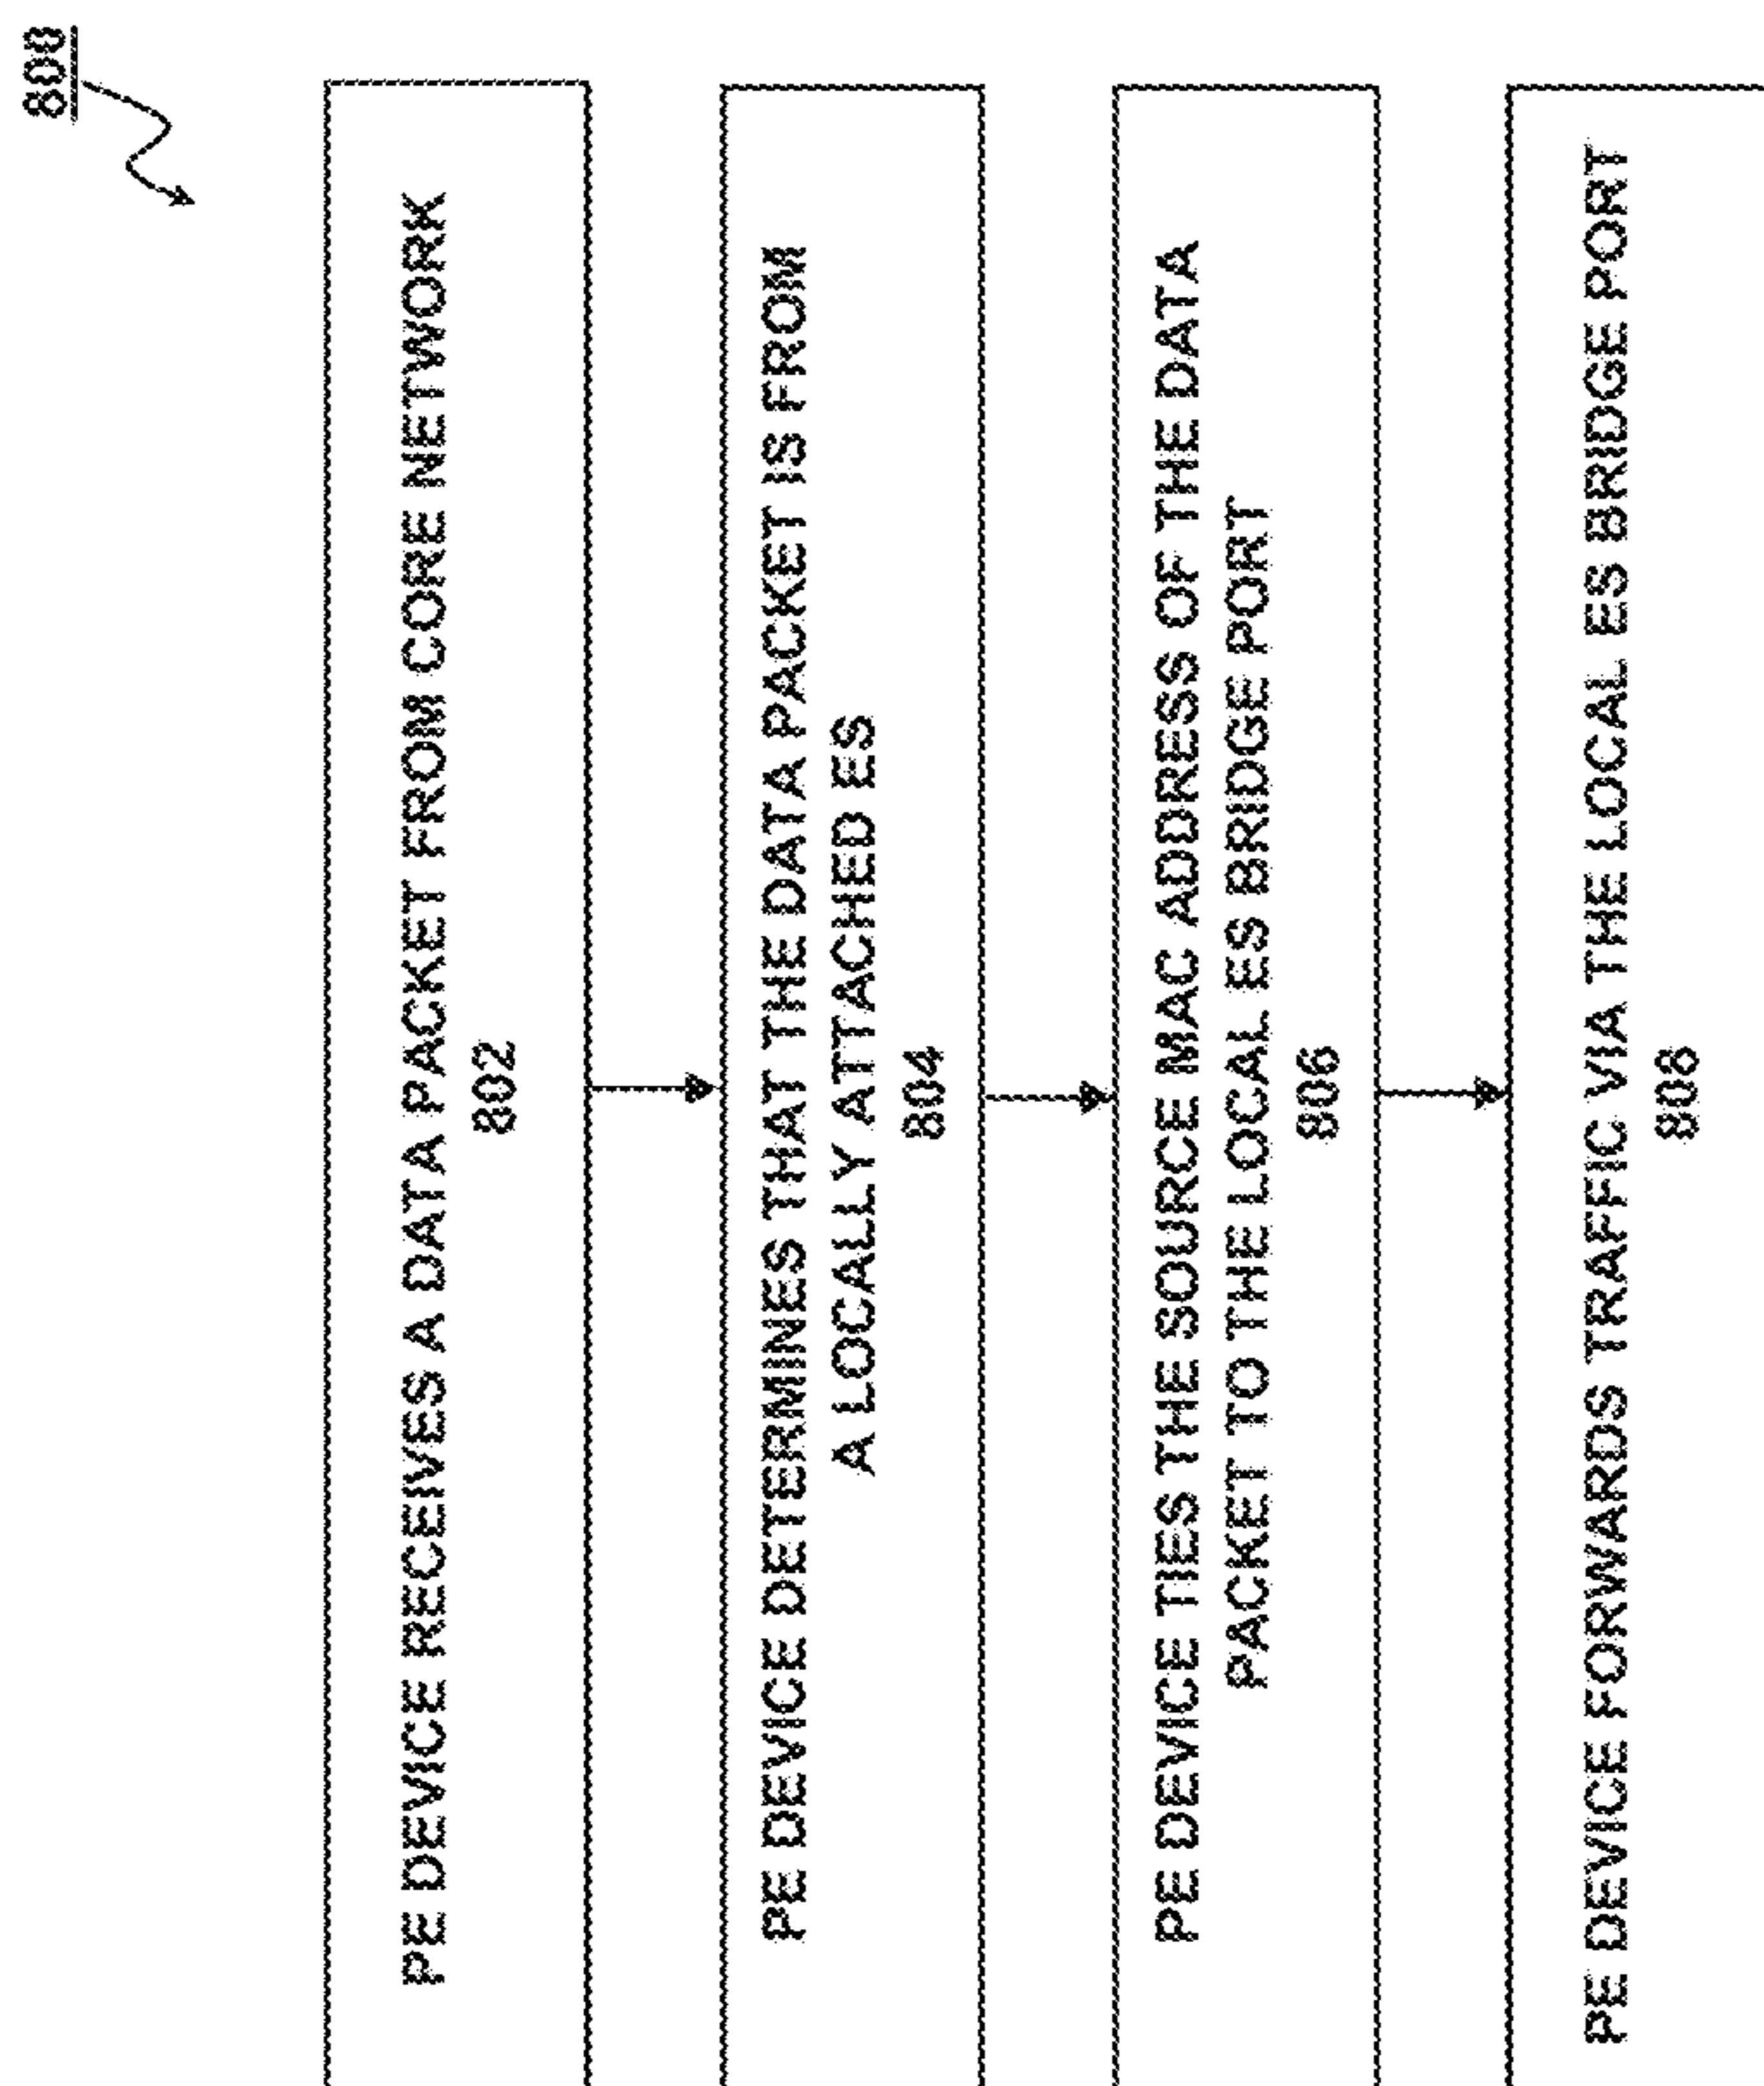 800
PE DEVICE RECEIVES A DATA PACKET FROM CORE NETWORK
802
PE DEVICE DETERMINES THAT THE DATA PACKET IS FROM
A LOCALLY ATTACHED ES
804
PE DEVICE TIES THE SOURCE MAC ADDRESS OF THE DATA
PACKET TO THE LOCAL ES BRIDGE PORT
806
PE DEVICE FORWARDS TRAFFIC VIA THE LOCAL ES BRIDGE PORT
808